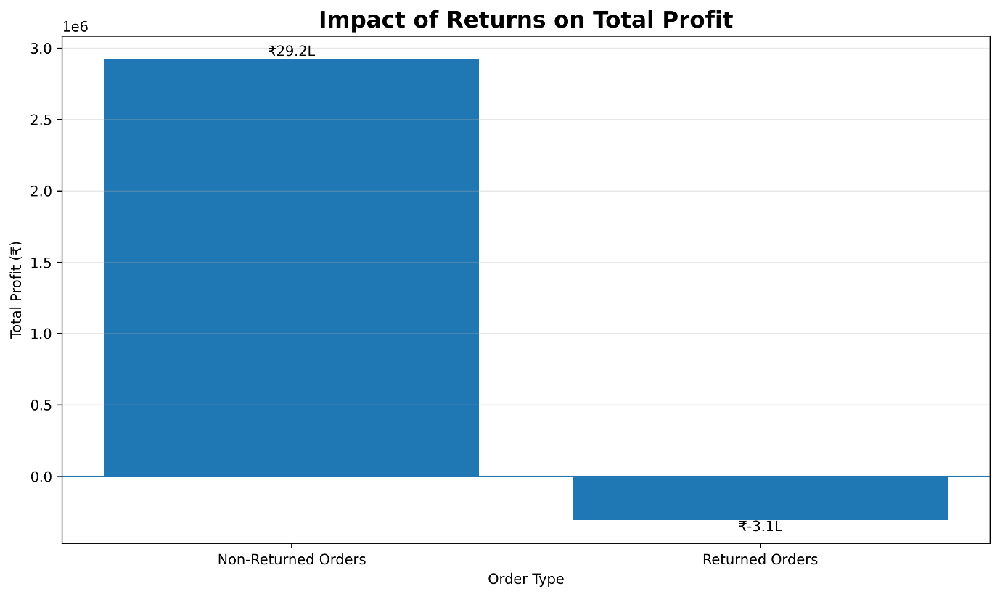 Impact of Returns on Total Profit
1e6
3.0
2.5
2.0
1.5
1.0
0.5
0.0
Total Profit (₹)
₹29.2L
₹-3.1L
Non-Returned Orders
Returned Orders
Order Type